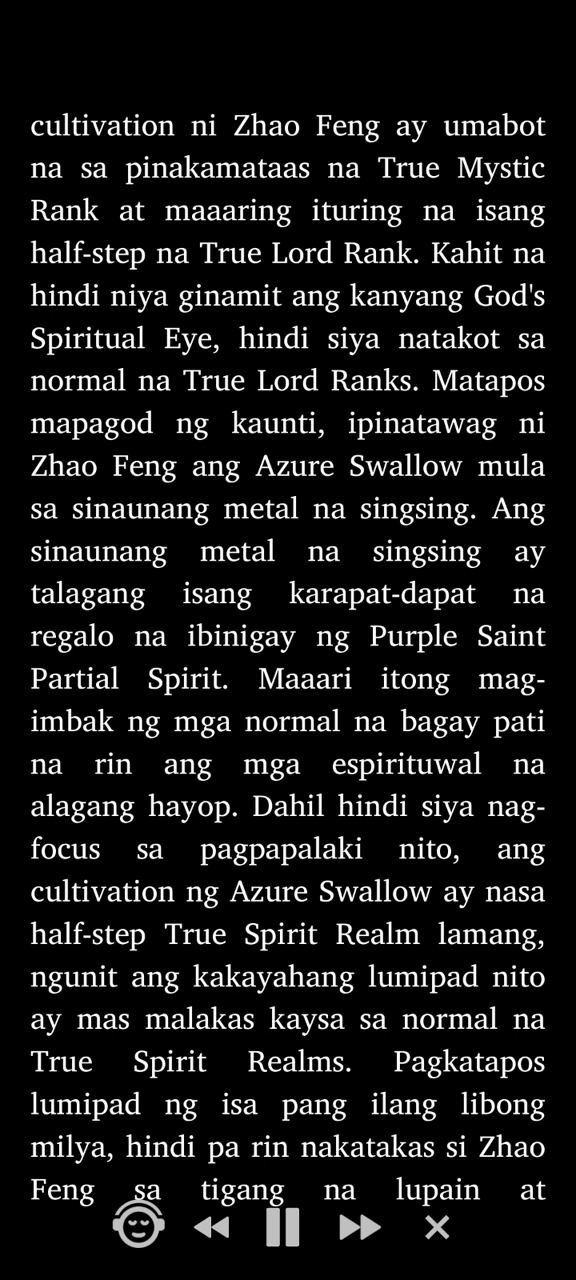 cultivation ni Zhao Feng ay umabot
na sa pinakamataas na True Mystic
Rank at maaaring ituring na isang
half-step na True Lord Rank. Kahit na
hindi niya ginamit ang kanyang God's
Spiritual Eye, hindi siya natakot sa
normal na True Lord Ranks. Matapos
mapagod ng kaunti, ipinatawag ni
Zhao Feng ang Azure Swallow mula
sa sinaunang metal na singsing. Ang
sinaunang metal na singsing ay
talagang isang karapat-dapat na
regalo na ibinigay ng Purple Saint
Partial Spirit. Maaari itong mag-
imbak ng mga normal na bagay pati
na rin ang mga espirituwal na
alagang hayop. Dahil hindi siya nag-
focus sa pagpapalaki nito, ang
cultivation ng Azure Swallow ay nasa
half-step True Spirit Realm lamang,
ngunit ang kakayahang lumipad nito
ay mas malakas kaysa sa normal na
True Spirit Realms. Pagkatapos
lumipad ng isa pang ilang libong
milya, hindi pa rin nakatakas si Zhao
Feng sa tigang na lupain at